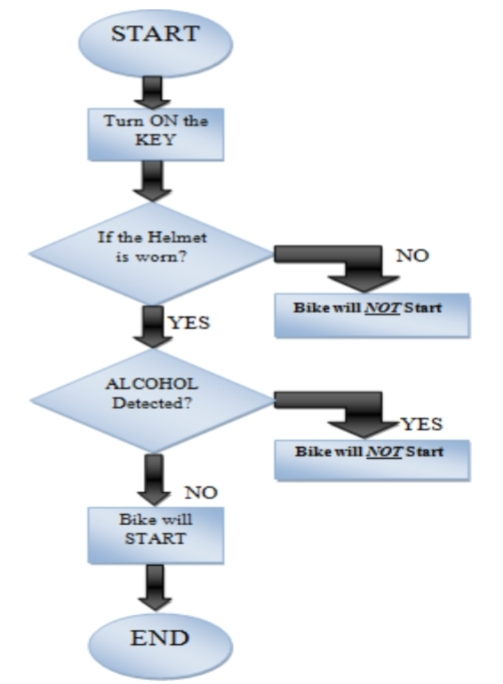 START
Turn ON the
KEY
If the Helmet
is worn?
NO
Bike will NOT Start
YES
ALCOHOL
Detected?
YES
Bike will NOT Start
NO
Bike will
START
END